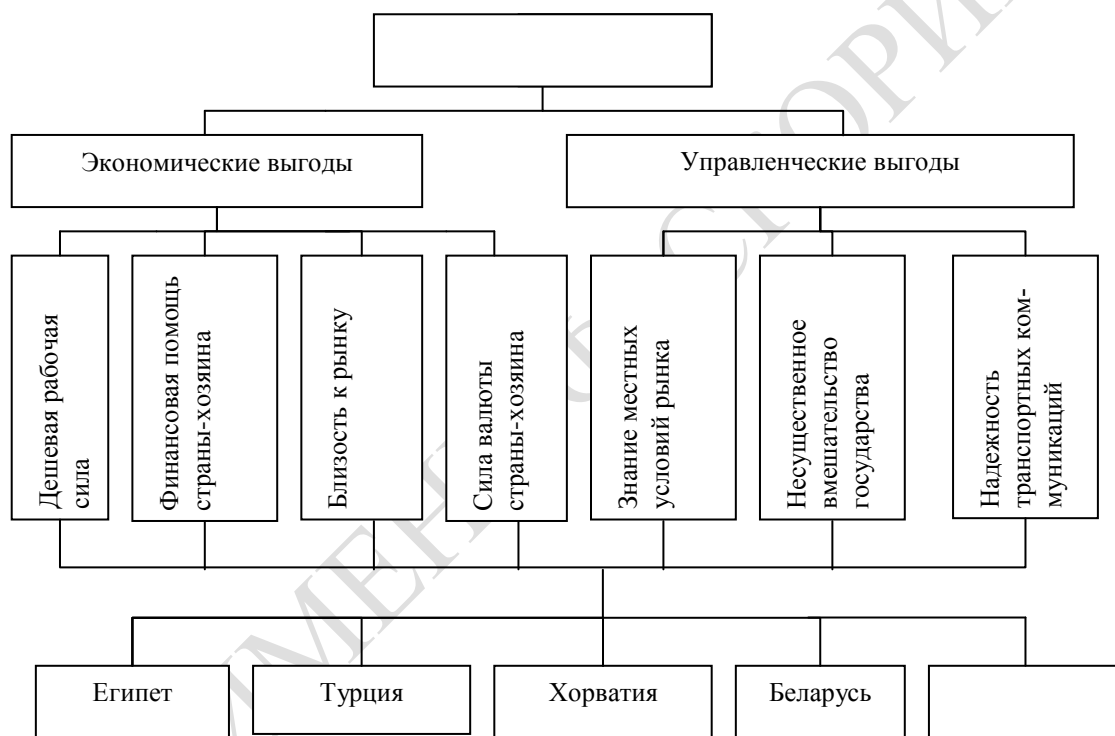 Экономические выгоды
Управленческие выгоды
Дешевая рабочая
сила
Финансовая помощь
страны-хозяина
Близость к рынку
Сила валюты
страны-хозяина
Знание местных
условий рынка
Несущественное
вмешательство
государства
Надежность
транспортных ком-
муникаций
Египет
Турция
Хорватия
Беларусь